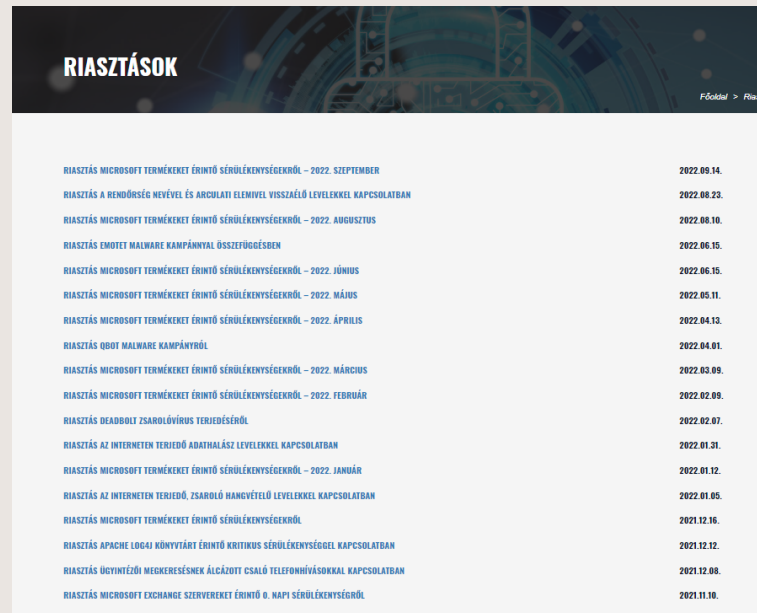 RIASZTÁSOK
Főoldal > Rias
RIASZTÁS MICROSOFT TERMÉKEKET ÉRINTŐ SÉRÜLÉKENYSÉGEKRŐL – 2022. SZEPTEMBER 2022.09.14.
RIASZTÁS A RENDŐRSÉG NEVÉVEL ÉS ARCULATI ELEMIVEL VISSZAÉLŐ LEVELEKKEL KAPCSOLATBAN 2022.08.23.
RIASZTÁS MICROSOFT TERMÉKEKET ÉRINTŐ SÉRÜLÉKENYSÉGEKRŐL – 2022. AUGUSZTUS 2022.08.10.
RIASZTÁS EMOTET MALWARE KAMPÁNNYAL ÖSSZEFÜGGÉSBEN 2022.06.15.
RIASZTÁS MICROSOFT TERMÉKEKET ÉRINTŐ SÉRÜLÉKENYSÉGEKRŐL – 2022. JÚNIUS 2022.06.15.
RIASZTÁS MICROSOFT TERMÉKEKET ÉRINTŐ SÉRÜLÉKENYSÉGEKRŐL – 2022. MÁJUS 2022.05.11.
RIASZTÁS MICROSOFT TERMÉKEKET ÉRINTŐ SÉRÜLÉKENYSÉGEKRŐL – 2022. ÁPRILIS 2022.04.13.
RIASZTÁS QBOT MALWARE KAMPÁNYRÓL 2022.04.01.
RIASZTÁS MICROSOFT TERMÉKEKET ÉRINTŐ SÉRÜLÉKENYSÉGEKRŐL – 2022. MÁRCIUS 2022.03.09.
RIASZTÁS MICROSOFT TERMÉKEKET ÉRINTŐ SÉRÜLÉKENYSÉGEKRŐL – 2022. FEBRUÁR 2022.02.09.
RIASZTÁS DEADBOLT ZSAROLÓVÍRUS TERJEDÉSÉRŐL 2022.02.07.
RIASZTÁS AZ INTERNETEN TERJEDŐ ADATHALÁSZ LEVELEKKEL KAPCSOLATBAN 2022.01.31.
RIASZTÁS MICROSOFT TERMÉKEKET ÉRINTŐ SÉRÜLÉKENYSÉGEKRŐL – 2022. JANUÁR 2022.01.12.
RIASZTÁS AZ INTERNETEN TERJEDŐ, ZSAROLÓ HANGVÉTELŰ LEVELEKKEL KAPCSOLATBAN 2022.01.05.
RIASZTÁS MICROSOFT TERMÉKEKET ÉRINTŐ SÉRÜLÉKENYSÉGEKRŐL 2021.12.16.
RIASZTÁS APACHE LOG4J KÖNYVTÁRT ÉRINTŐ KRITIKUS SÉRÜLÉKENYSÉGGEL KAPCSOLATBAN 2021.12.12.
RIASZTÁS ÜGYINTÉZŐI MEGKERESÉSNEK ÁLCÁZOTT CSALÓ TELEFONHÍVÁSOKKAL KAPCSOLATBAN 2021.12.08.
RIASZTÁS MICROSOFT EXCHANGE SZERVEREKET ÉRINTŐ 0. NAPI SÉRÜLÉKENYSÉGRŐL 2021.11.10.